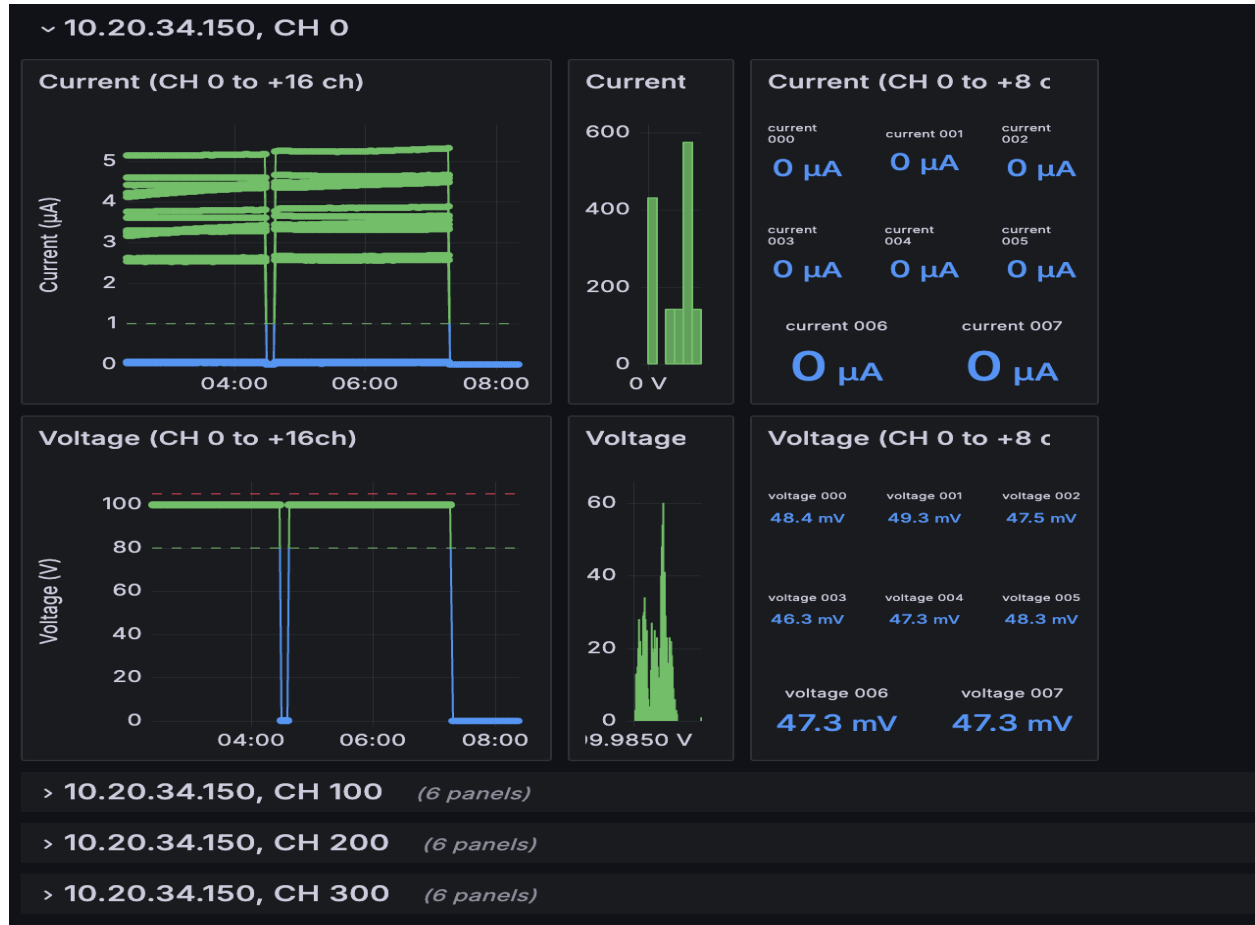 10.20.34.150, CH 0
Current (CH 0 to +16 ch)
Current (µA)
5
4
3
2
1
0
04:00 06:00 08:00
Current
600
400
200
0
0 V
Current (CH 0 to +8 c
current 000
0 µA
current 001
0 µA
current 002
0 µA
current 003
0 µA
current 004
0 µA
current 005
0 µA
current 006
0 µA
current 007
0 µA
Voltage (CH 0 to +16ch)
Voltage (V)
100
80
60
40
20
0
04:00 06:00 08:00
Voltage
60
40
20
0
9.9850 V
Voltage (CH 0 to +8 c
voltage 000
48.4 mV
voltage 001
49.3 mV
voltage 002
47.5 mV
voltage 003
46.3 mV
voltage 004
47.3 mV
voltage 005
48.3 mV
voltage 006
47.3 mV
voltage 007
47.3 mV
10.20.34.150, CH 100 (6 panels)
10.20.34.150, CH 200 (6 panels)
10.20.34.150, CH 300 (6 panels)